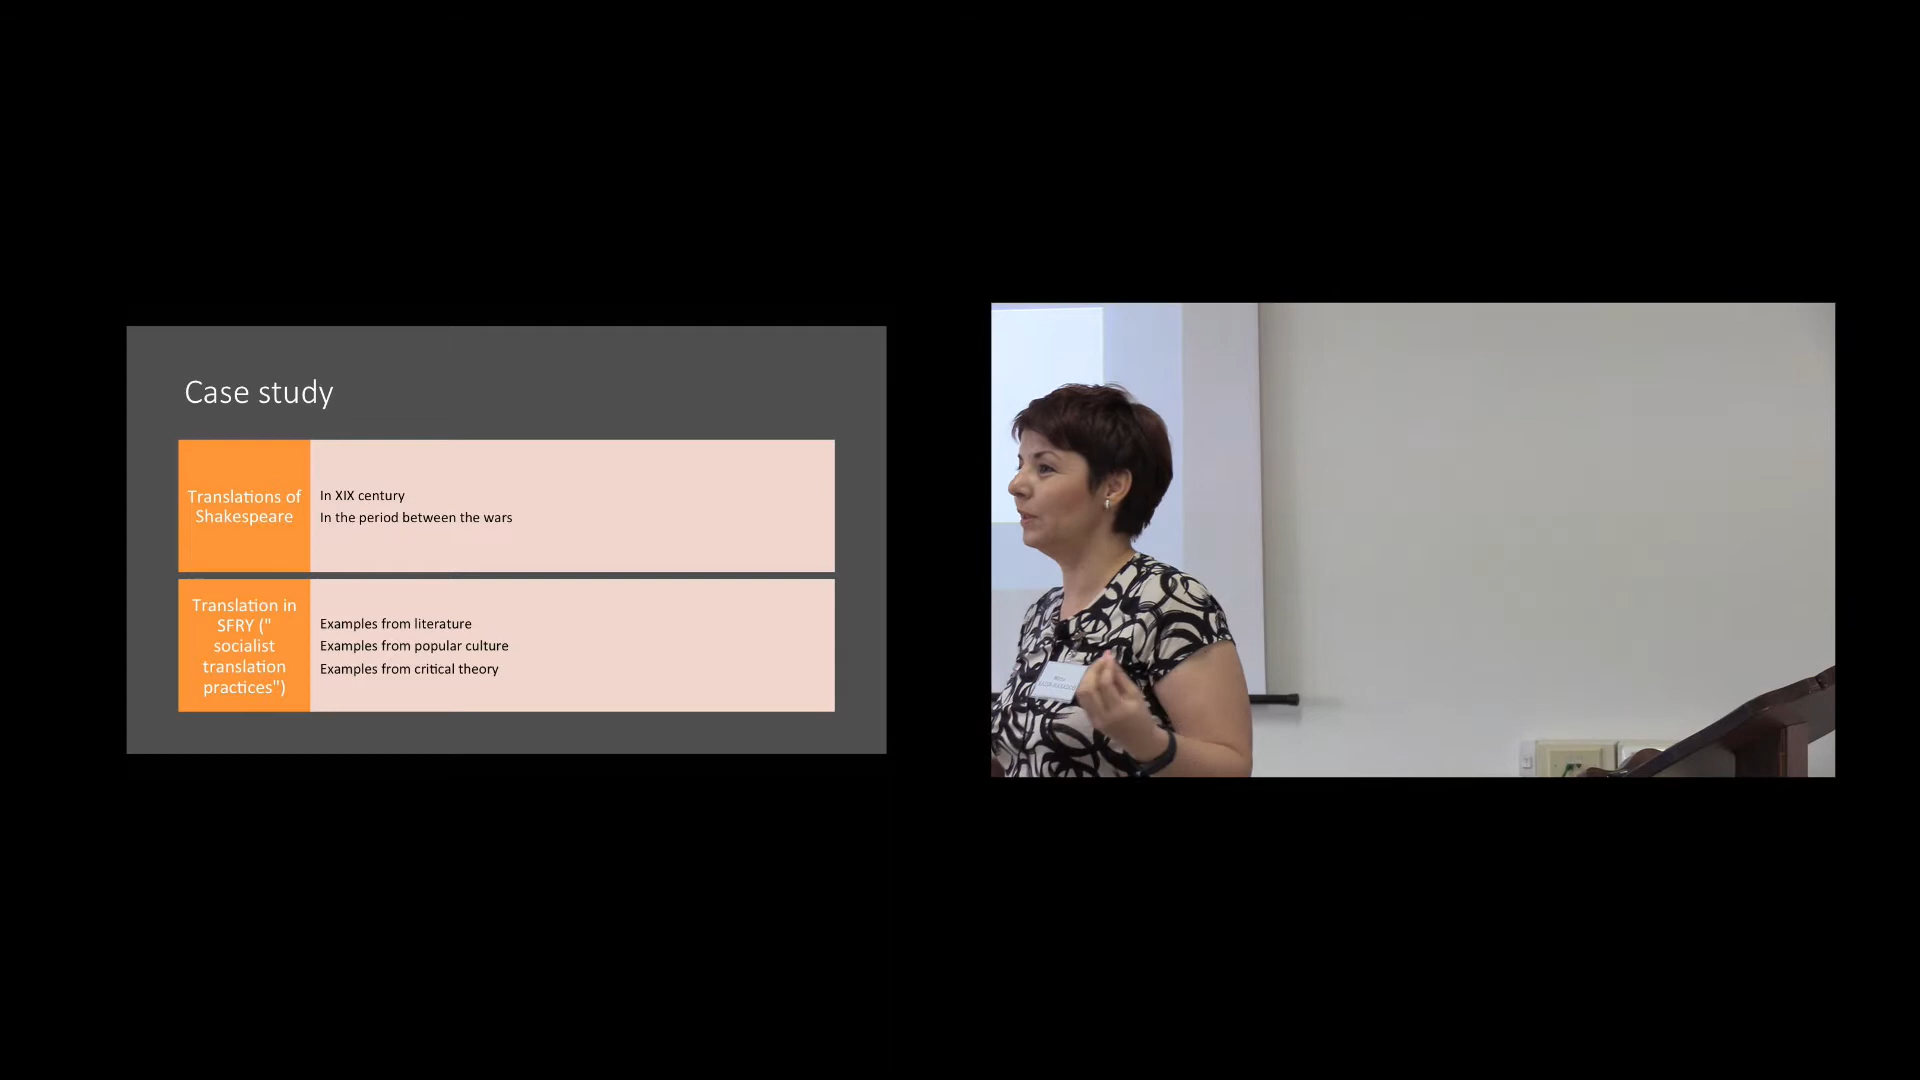 Case study
Translations of
Shakespeare
In XIX century
In the period between the wars
Translation in
SFRY ("
socialist
translation
practices")
Examples from literature
Examples from popular culture
Examples from critical theory